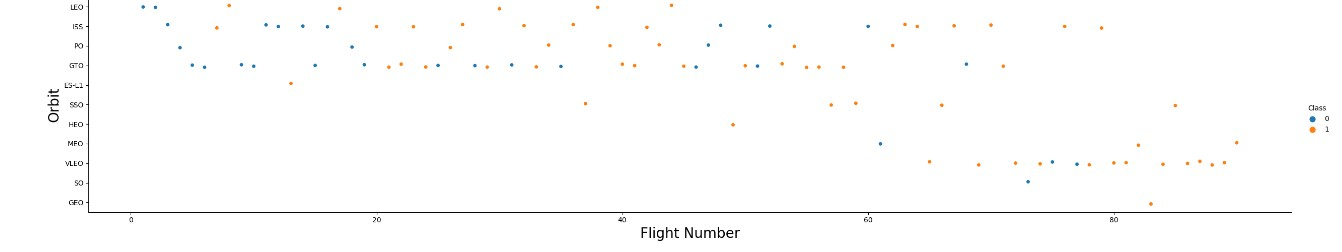 LEO
ISS
PO
GTO
ES-L1
SSO
HEO
MEO
VLEO
SO
GEO
Orbit
0 20 40 60 80
Flight Number
Class
0
1